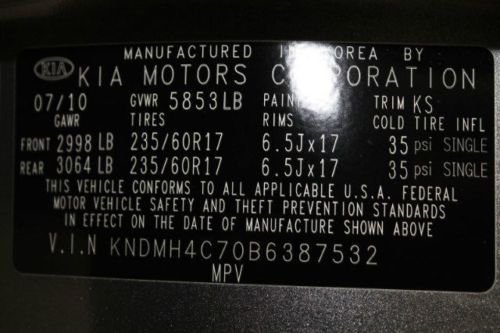 MANUFACTURED IN KOREA BY
KIA KIA MOTORS CORPORATION
07/10 GVWR 5853LB PAINT TRIM KS
GAWR TIRES RIMS COLD TIRE INFL
FRONT 2998 LB 235/60R17 6.5Jx17 35 psi SINGLE
REAR 3064 LB 235/60R17 6.5Jx17 35 psi SINGLE
THIS VEHICLE CONFORMS TO ALL APPLICABLE U.S.A. FEDERAL
MOTOR VEHICLE SAFETY AND THEFT PREVENTION STANDARDS
IN EFFECT ON THE DATE OF MANUFACTURE SHOWN ABOVE
V.I.N KNDMH4C70B6387532
MPV